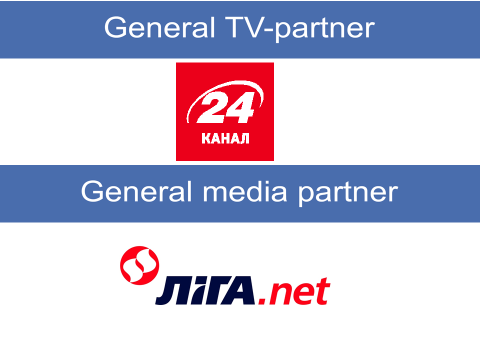 General TV-partner
24
КАНАЛ
General media partner
ЛІГА.net